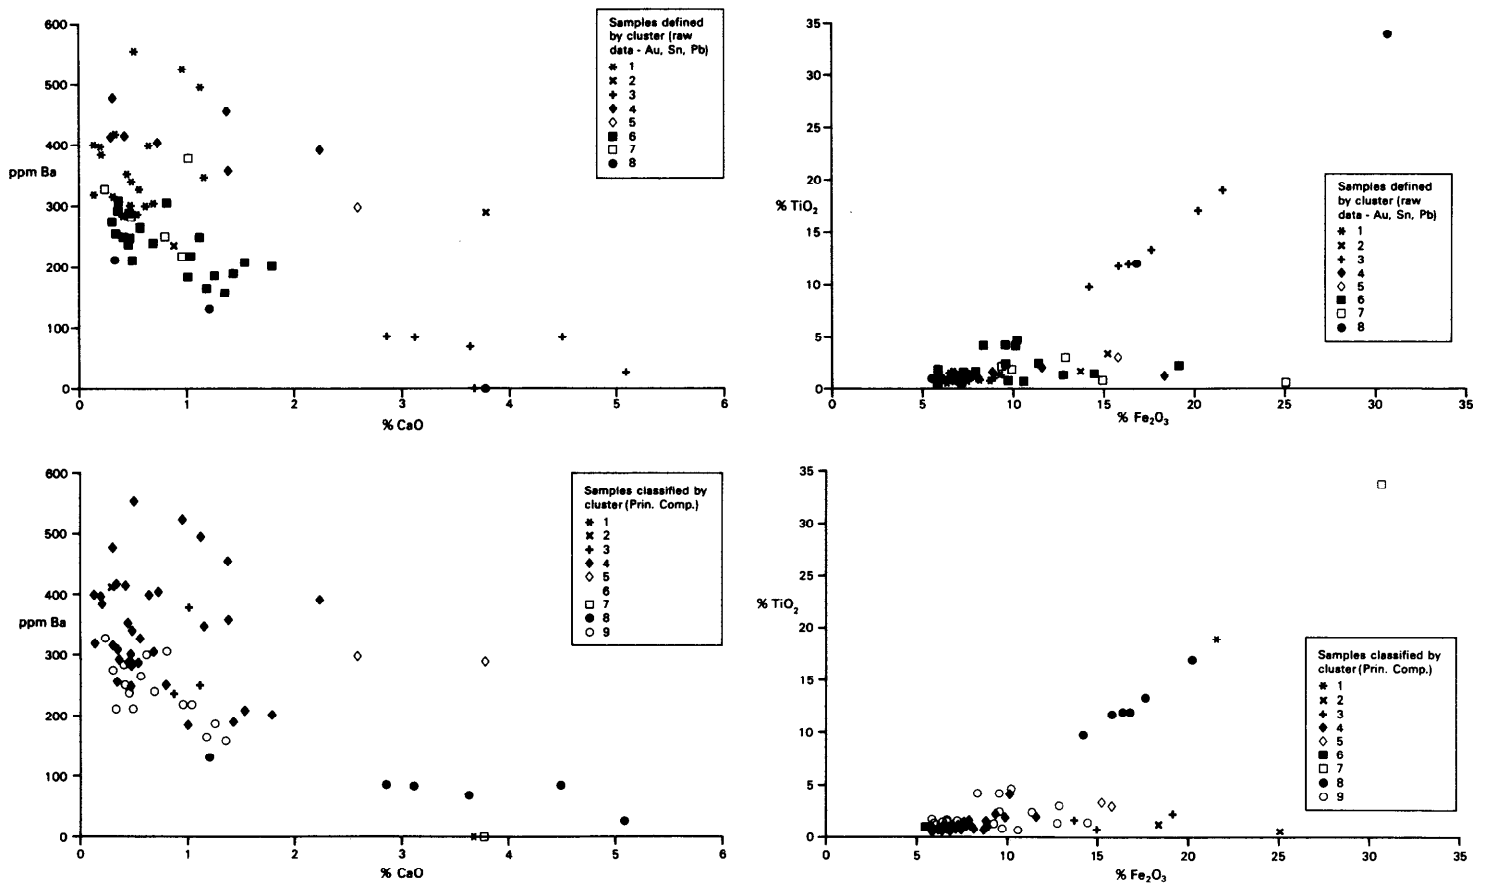 600
500
400
ppm Ba
300
200
100
0
0 1 2 3 4 5 6
% CaO
Samples defined
by cluster (raw
data - Au, Sn, Pb)
1
2
3
4
5
6
7
8
35
30
25
20
% TiO2
15
10
5
0
0 5 10 15 20 25 30 35
% Fe2O3
Samples defined
by cluster (raw
data - Au, Sn, Pb)
1
2
3
4
5
6
7
8
600
500
400
ppm Ba
300
200
100
0
0 1 2 3 4 5 6
% CaO
Samples classified by
cluster (Prin. Comp.)
1
2
3
4
5
6
7
8
9
35
30
25
% TiO2
20
15
10
5
0
0 5 10 15 20 25 30 35
% Fe2O3
Samples classified by
cluster (Prin. Comp.)
1
2
3
4
5
6
7
8
9